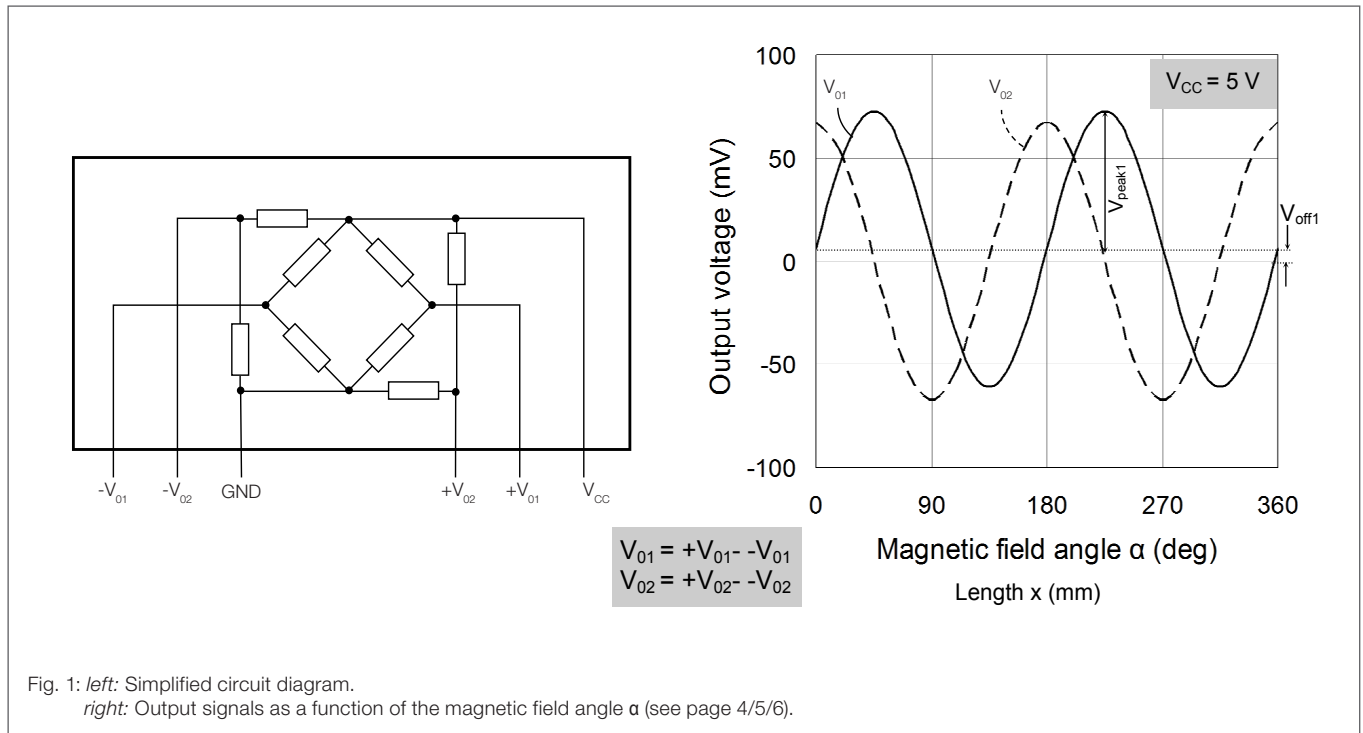 -V01
-V02
GND
+V02
+V01
VCC
V01 = +V01- -V01
V02 = +V02- -V02
Output voltage (mV)
100
50
0
-50
-100
V01
V02
VCC = 5 V
Vpeak1
Voff1
0
90
180
270
360
Magnetic field angle α (deg)
Length x (mm)
Fig. 1: left: Simplified circuit diagram.
right: Output signals as a function of the magnetic field angle α (see page 4/5/6).